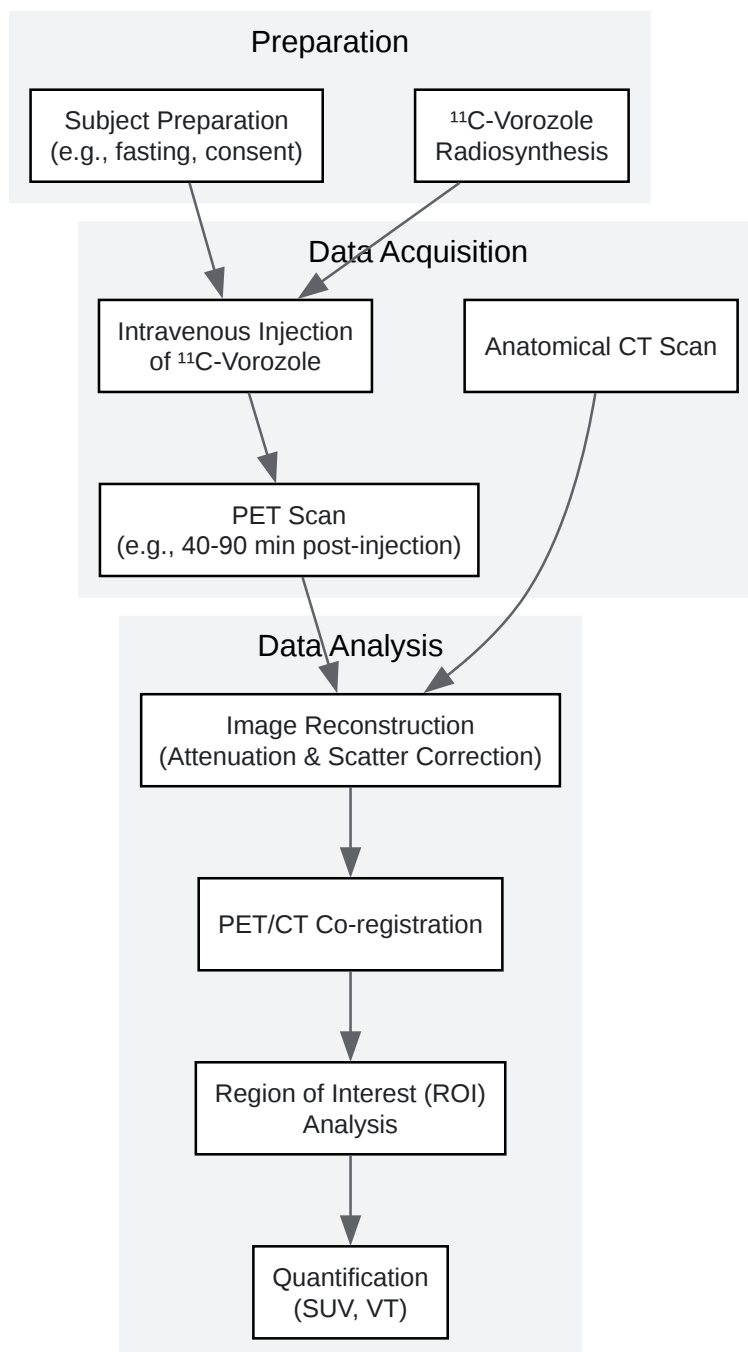 Preparation
Subject Preparation
(e.g., fasting, consent)
¹¹C-Vorozole
Radiosynthesis
Data Acquisition
Intravenous Injection
of ¹¹C-Vorozole
Anatomical CT Scan
PET Scan
(e.g., 40-90 min post-injection)
Data Analysis
Image Reconstruction
(Attenuation & Scatter Correction)
PET/CT Co-registration
Region of Interest (ROI)
Analysis
Quantification
(SUV, VT)